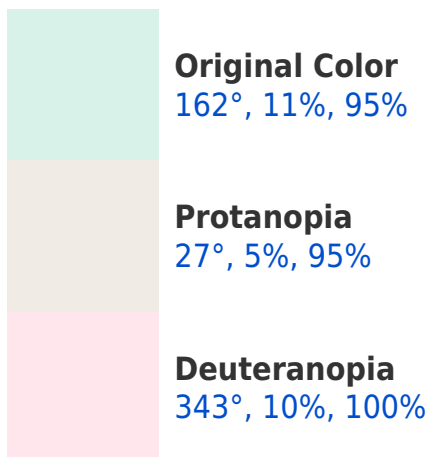 Original Color
162°, 11%, 95%
Protanopia
27°, 5%, 95%
Deuteranopia
343°, 10%, 100%